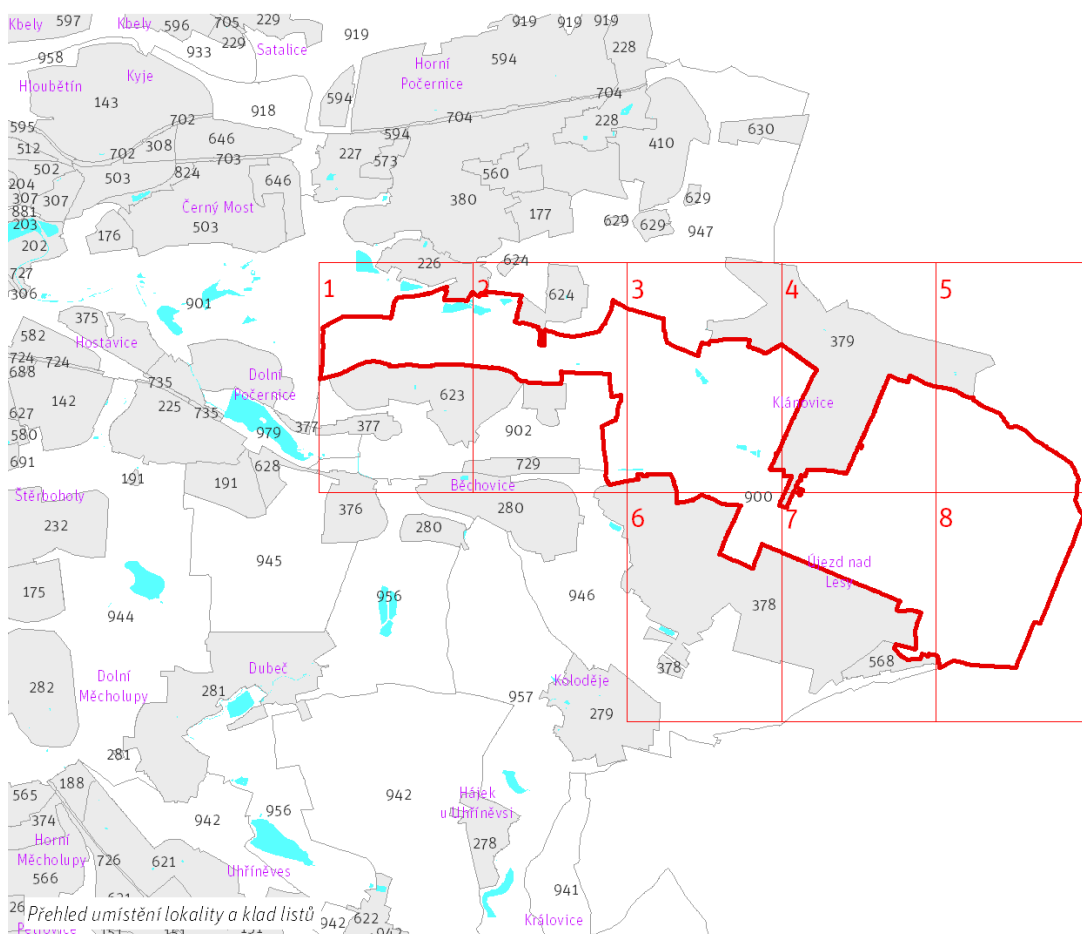 Kbely 597 Kbely 596 705 229 919 919 919
958 933 229 Satalice 919 Horní Počernice 594 228
Hloubětín Kyje
143 918 594 704 704
595 702 594 228 630
512 702 308 646 703 227 573 410
502 503 824 646 560
204
307 307 380 629
881 Černý Most 177
203 176 503 629 629 947
202
727 226 624
306 901 624
1 2 3 4 5
375
582 Hostávice 379
724 724
688 735 Dolní Počernice
142 225 735 623 Klánovice
627 979 377 377 902
580
691 191 191 628 729
Štěrboholy Běchovice 900
232 376 280 280 6 7 8
945 Újezd nad Lesy
175 956 946 378
944
Dolní Měcholupy Dubeč 378 568
282 281 957 Koloděje
279
281
188
565 942 Hájek u Uhříněvsi
374 942 956
Horní Měcholupy 278
726 621 Uhříněves
566 941
Přehled umístění lokality a klad listů
942 622 Královice